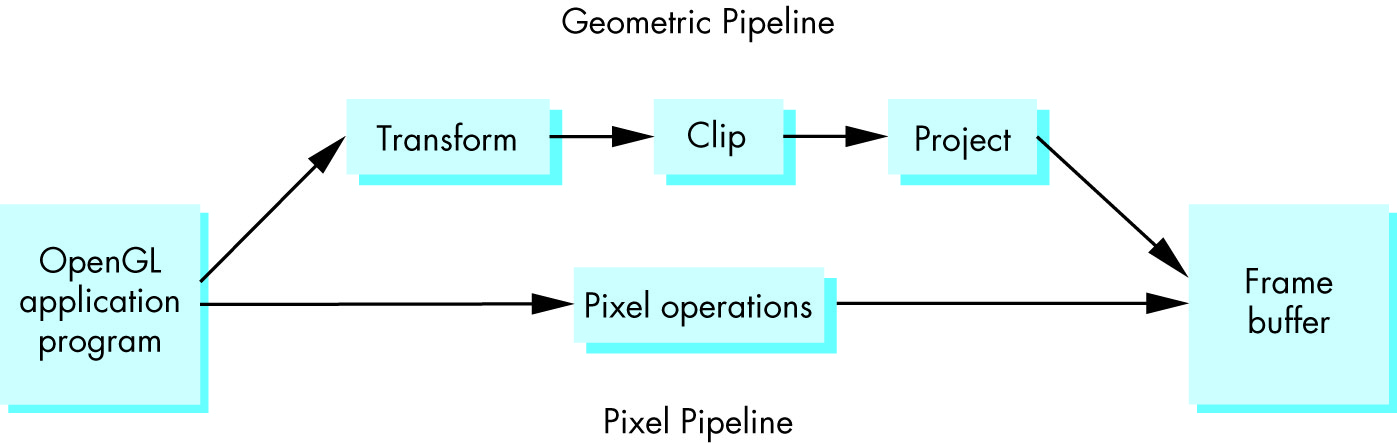 Geometric Pipeline
Transform
Clip
Project
OpenGL
application
program
Pixel operations
Frame
buffer
Pixel Pipeline